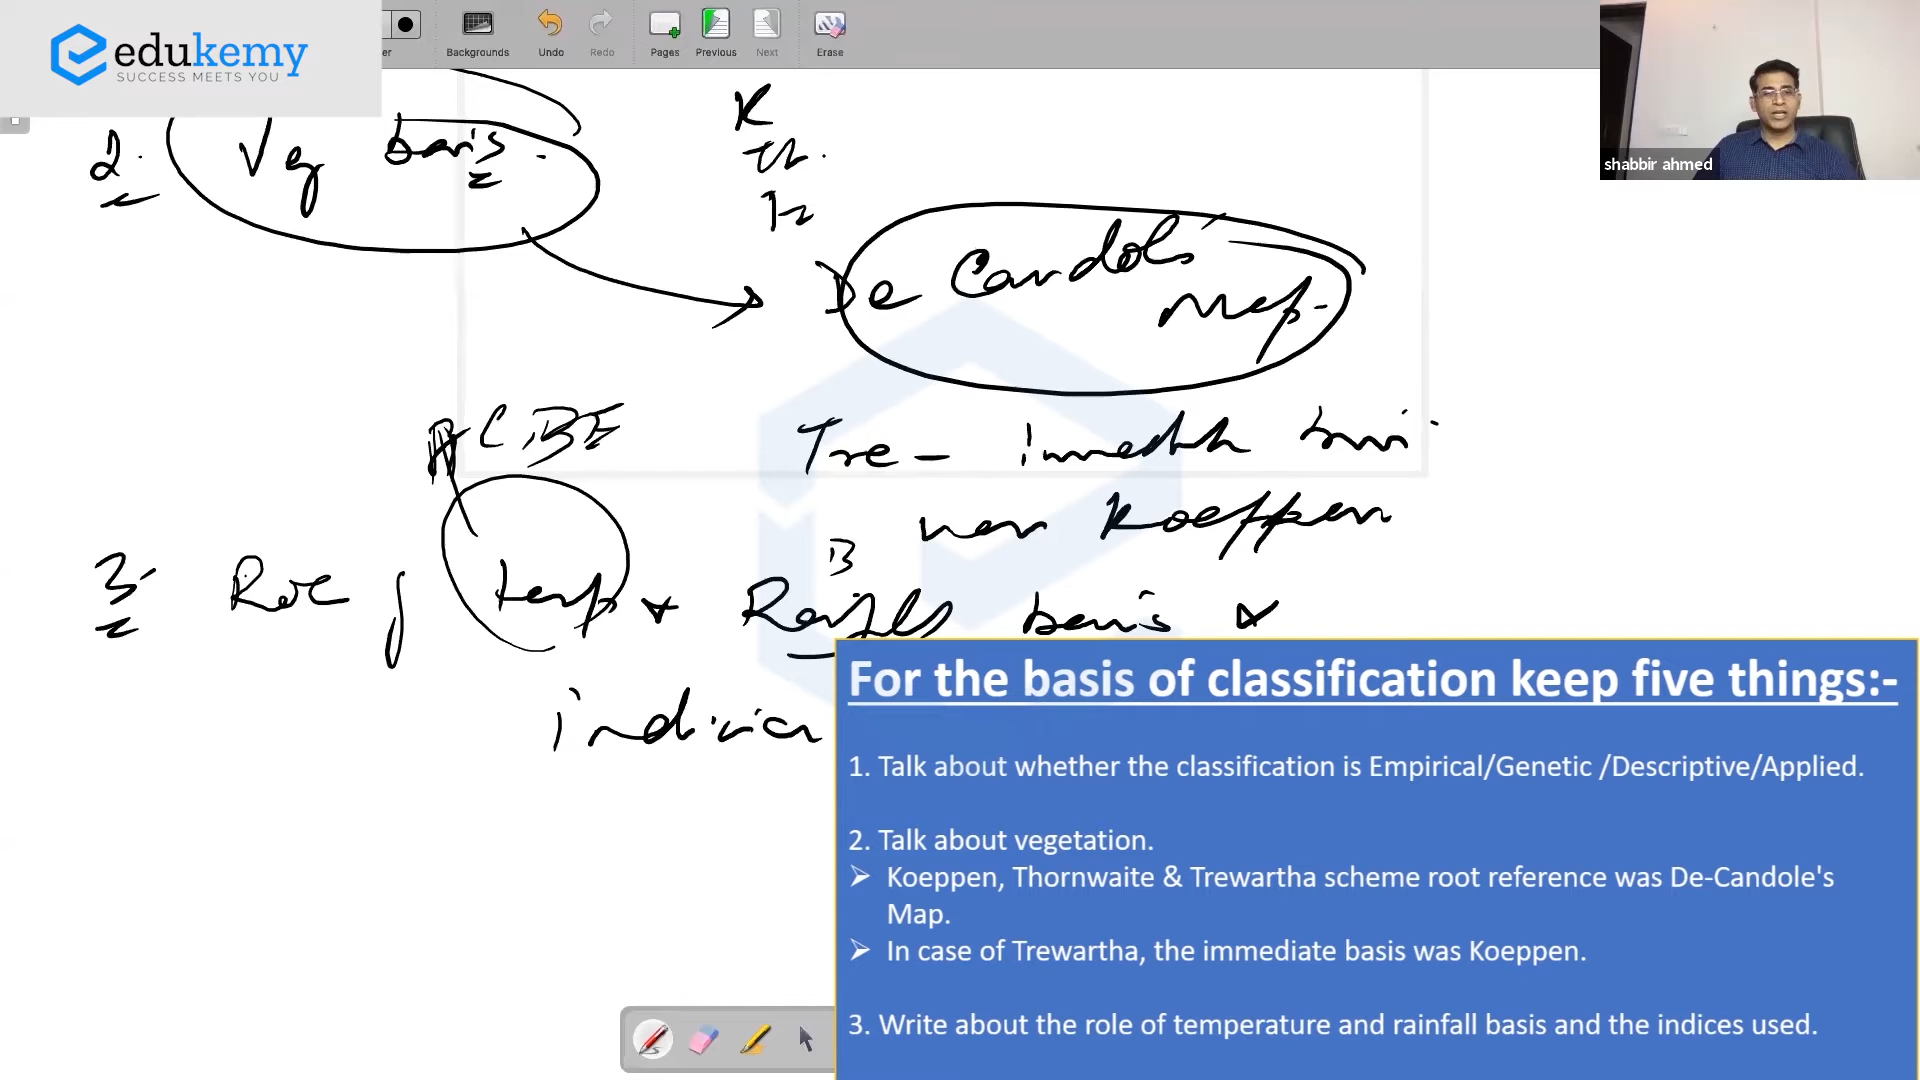 edukemy
SUCCESS MEETS YOU
Backgrounds
Undo
Redo
Pages
Previous
Next
Erase
shabbir ahmed
2. Veg basis.
K
Th.
De Candole's
Map.
A C D E
Tre - immediate basis
was Koeppen
B
3. Role of temp + Rainfall basis &
For the basis of classification keep five things:-
1. Talk about whether the classification is Empirical/Genetic /Descriptive/Applied.
2. Talk about vegetation.
➢ Koeppen, Thornwaite & Trewartha scheme root reference was De-Candole's
Map.
➢ In case of Trewartha, the immediate basis was Koeppen.
3. Write about the role of temperature and rainfall basis and the indices used.